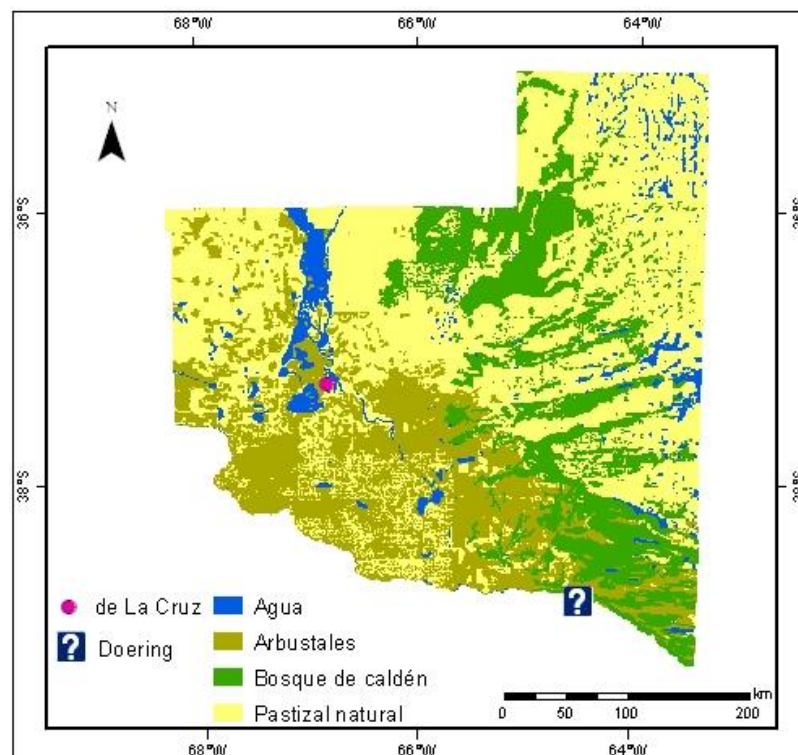 68°W 66°W 64°W
N
36°S
38°S
de La Cruz
? Doering
Agua
Arbustales
Bosque de caldén
Pastizal natural
km
0 50 100 200
68°W 66°W 64°W